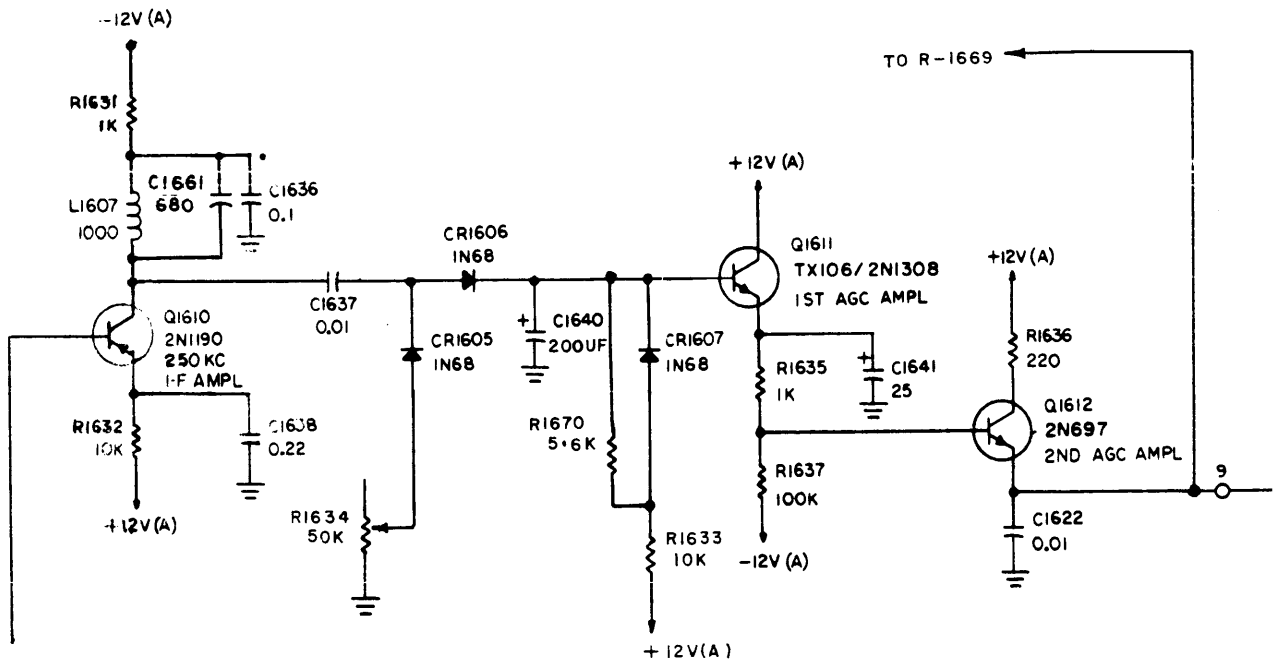 -12V(A)
R1631
1K
L1607
1000
C1661
680
C1636
0.1
Q1610
2N1190
250KC
I-F AMPL
R1632
10K
C1638
0.22
+12V(A)
C1637
0.01
CR1606
1N68
CR1605
1N68
R1634
50K
+
C1640
200UF
R1670
5.6K
CR1607
1N68
R1633
10K
+12V(A)
TO R-1669
+12V(A)
Q1611
TX106/2N1308
1ST AGC AMPL
R1635
1K
+
C1641
25
R1637
100K
-12V(A)
+12V(A)
R1636
220
Q1612
2N697
2ND AGC AMPL
9
C1622
0.01